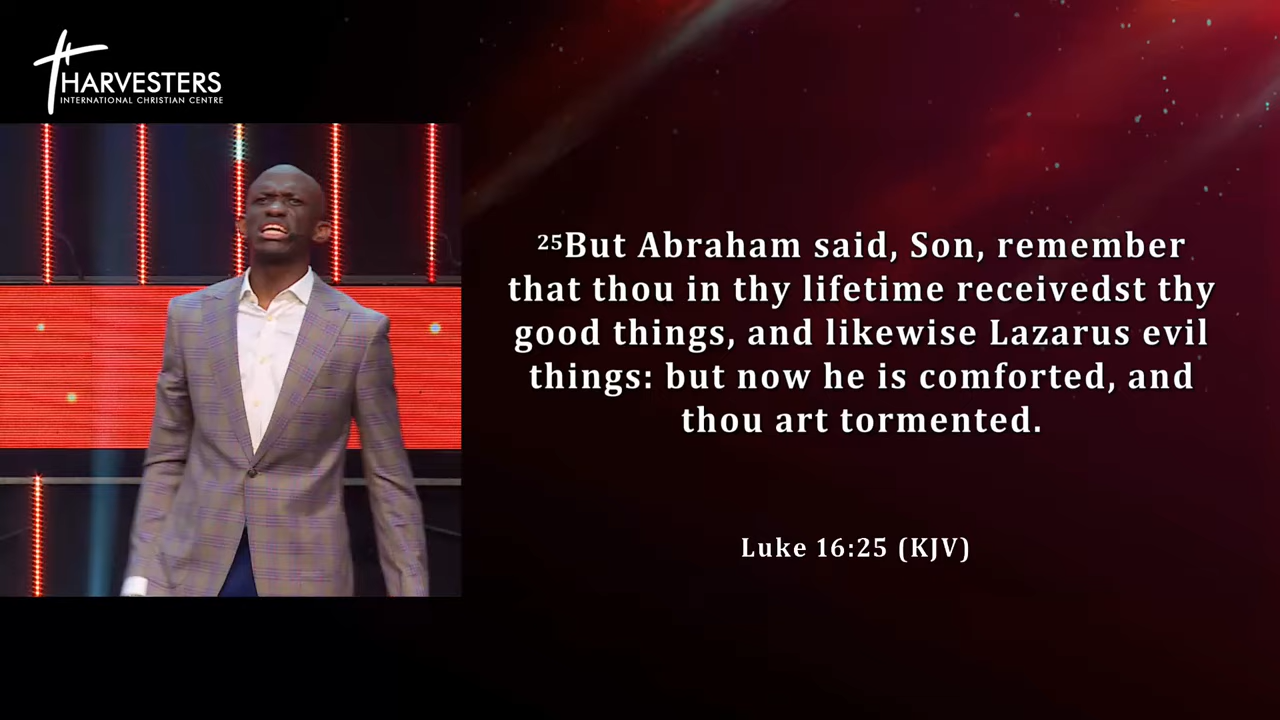 HARVESTERS
INTERNATIONAL CHRISTIAN CENTRE
25But Abraham said, Son, remember
that thou in thy lifetime receivedst thy
good things, and likewise Lazarus evil
things: but now he is comforted, and
thou art tormented.
Luke 16:25 (KJV)